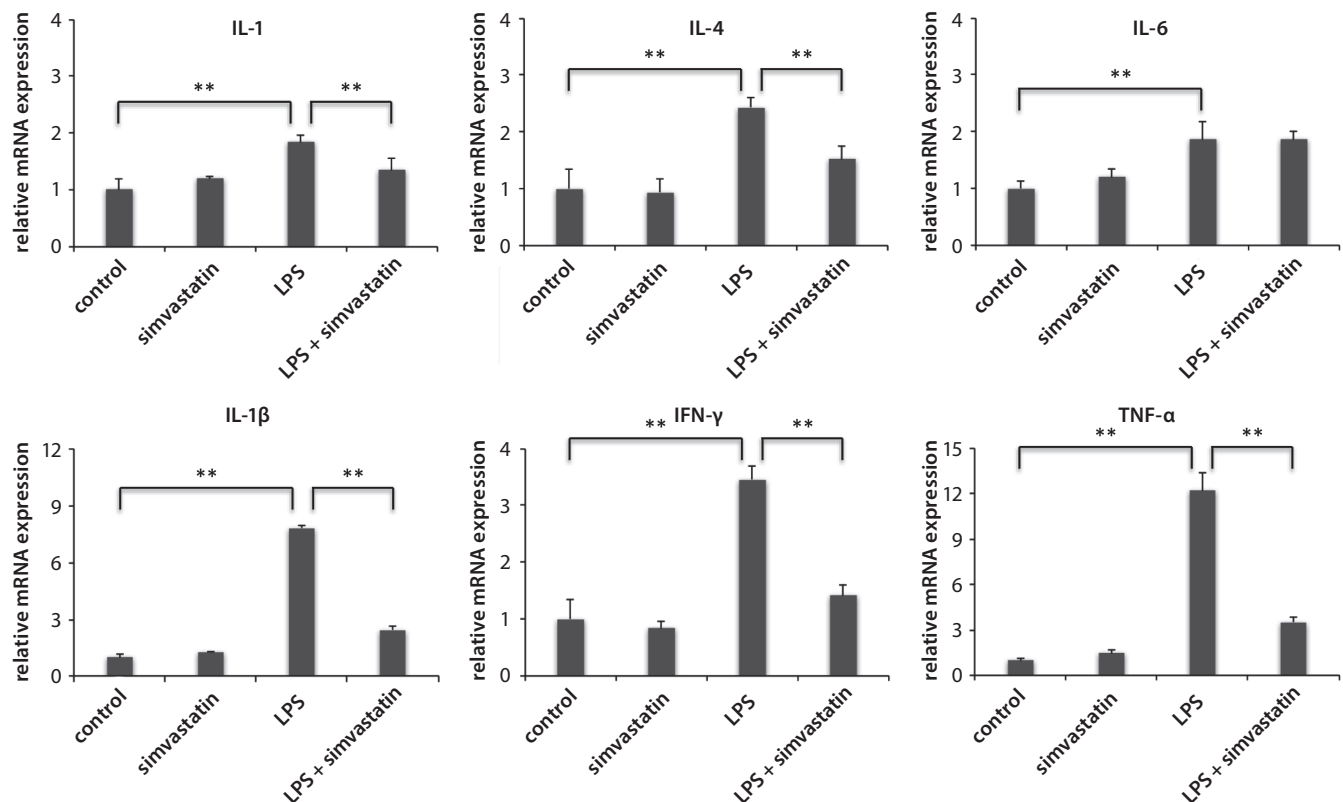 IL-1
relative mRNA expression
4
3
2
1
0
**
**
control
simvastatin
LPS
LPS + simvastatin
IL-4
relative mRNA expression
4
3
2
1
0
**
**
control
simvastatin
LPS
LPS + simvastatin
IL-6
relative mRNA expression
4
3
2
1
0
**
control
simvastatin
LPS
LPS + simvastatin
IL-1β
relative mRNA expression
12
9
6
3
0
**
**
control
simvastatin
LPS
LPS + simvastatin
IFN-γ
relative mRNA expression
4
3
2
1
0
**
**
control
simvastatin
LPS
LPS + simvastatin
TNF-α
relative mRNA expression
15
12
9
6
3
0
**
**
control
simvastatin
LPS
LPS + simvastatin